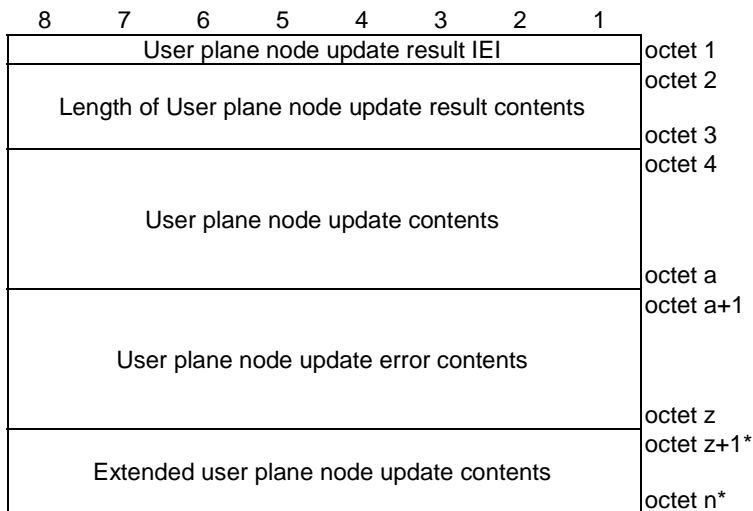 8 7 6 5 4 3 2 1
User plane node update result IEI octet 1
octet 2
Length of User plane node update result contents
octet 3
octet 4
User plane node update contents
octet a
octet a+1
User plane node update error contents
octet z
octet z+1*
Extended user plane node update contents
octet n*